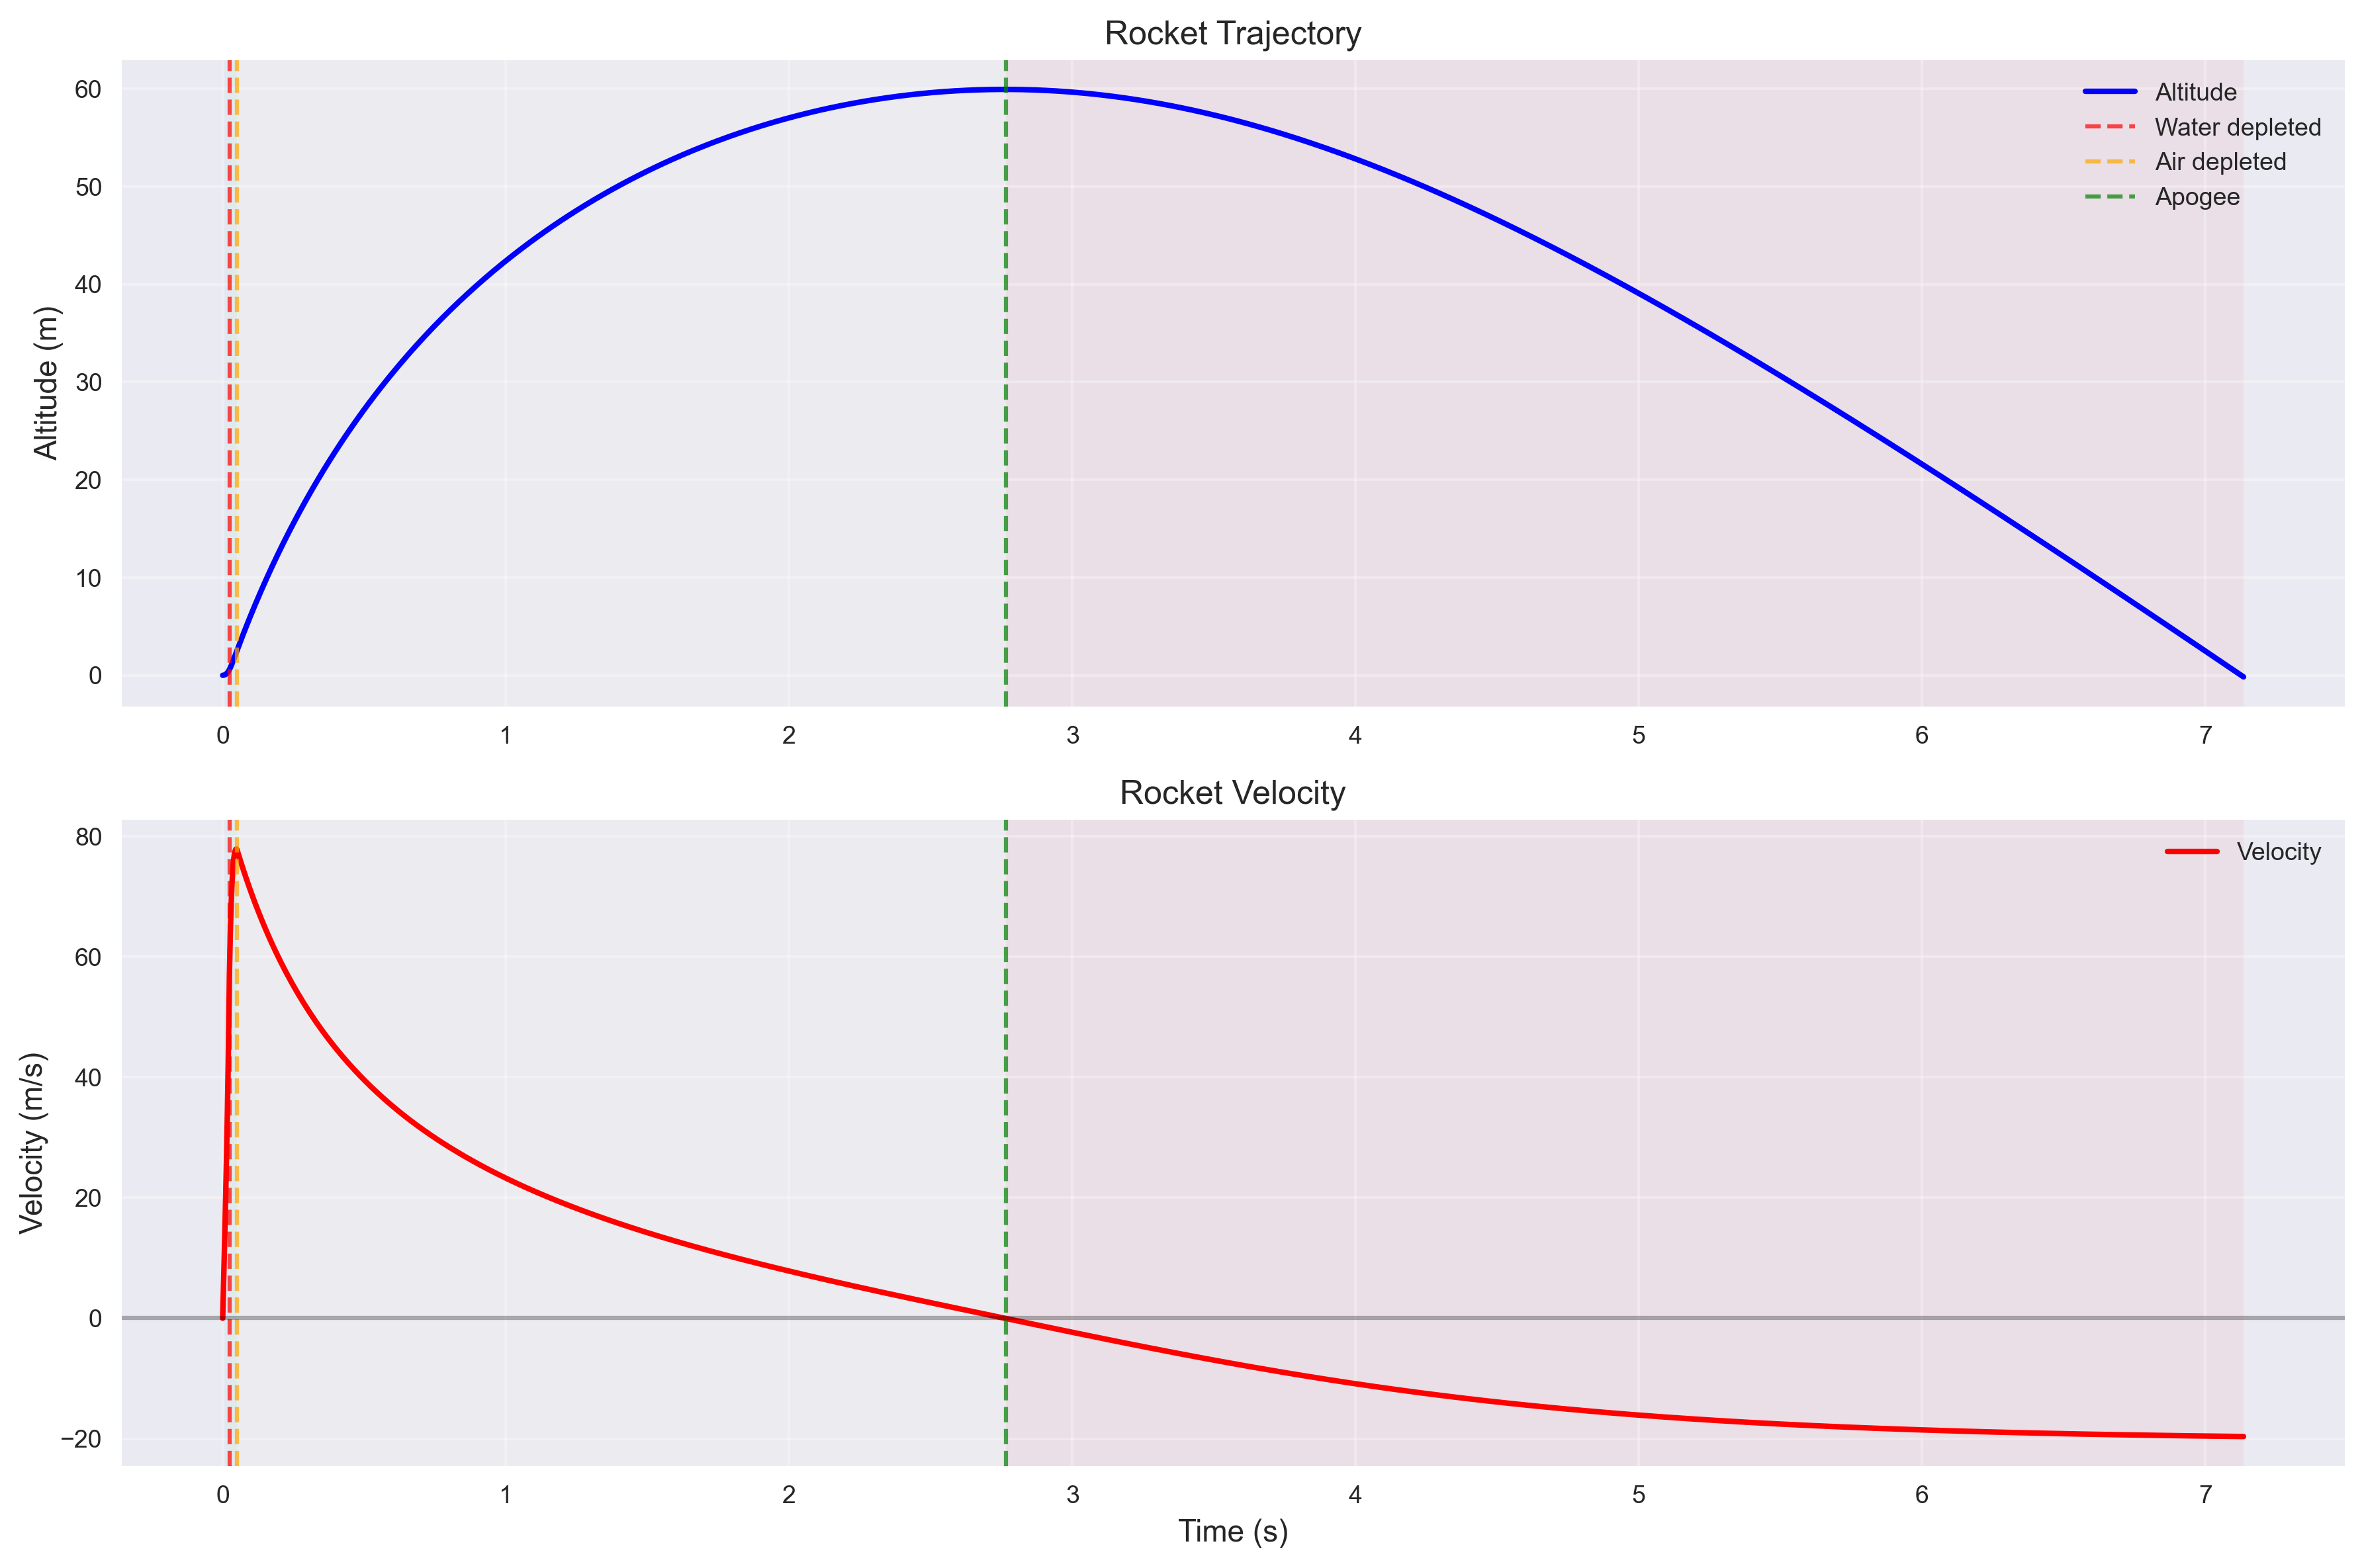 Rocket Trajectory
Altitude (m)
60
50
40
30
20
10
0
Altitude
Water depleted
Air depleted
Apogee
0 1 2 3 4 5 6 7
Rocket Velocity
Velocity (m/s)
80
60
40
20
0
−20
Velocity
0 1 2 3 4 5 6 7
Time (s)